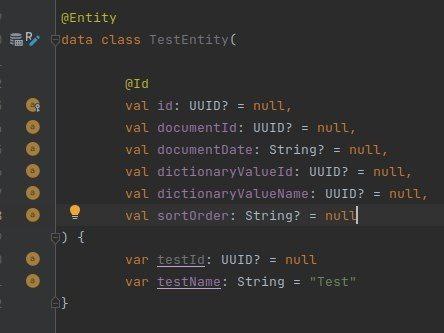 @Entity
data class TestEntity(
@Id
val id: UUID? = null,
val documentId: UUID? = null,
val documentDate: String? = null,
val dictionaryValueId: UUID? = null,
val dictionaryValueName: UUID? = null,
val sortOrder: String? = null
) {
var testId: UUID? = null
var testName: String = "Test"
}